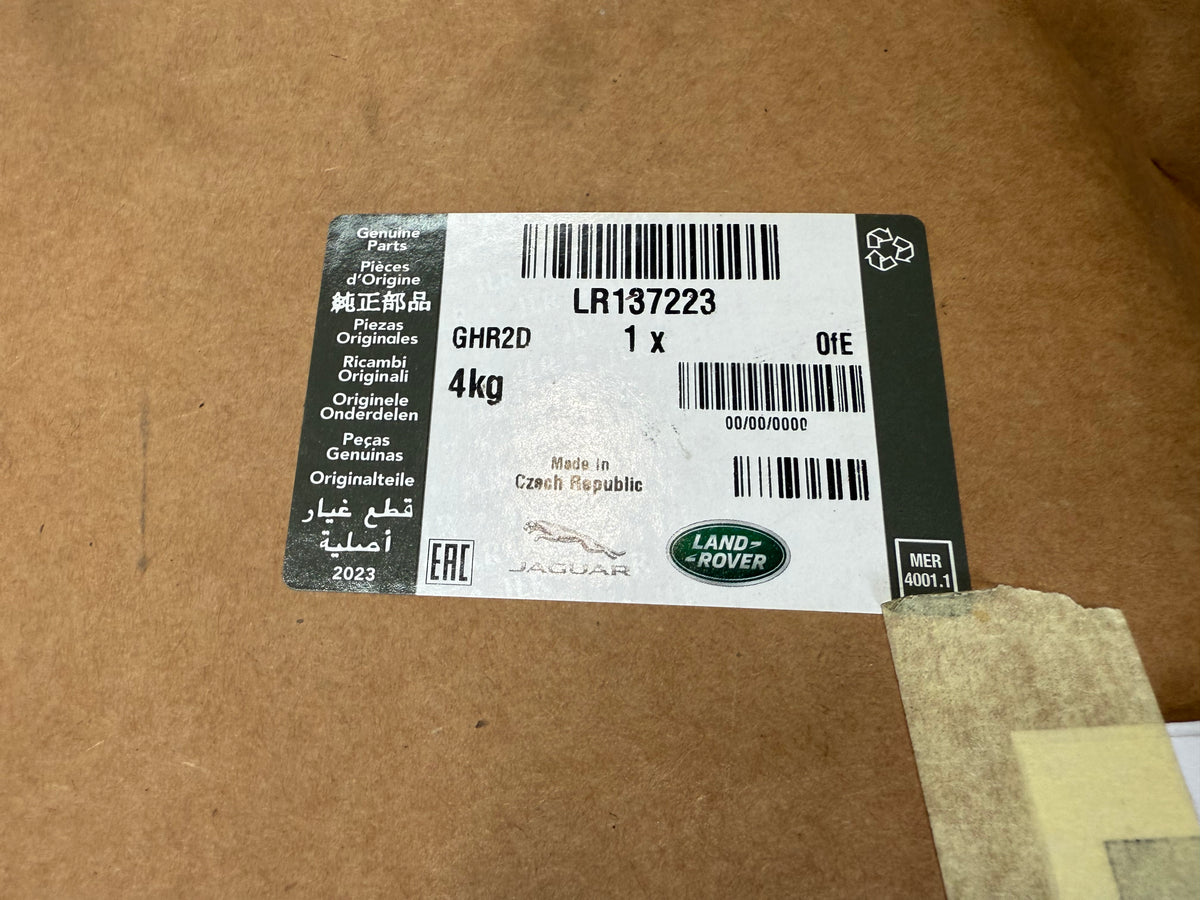 Genuine
Parts
Pièces
d'Origine
純正部品
Piezas
Originales
Ricambi
Originali
Originele
Onderdelen
Peças
Genuinas
Originalteile
قطع غيار
أصلية
2023
LR137223
GHR2D 1 x OfE
4kg
00/00/0000
Made in
Czech Republic
EAC
JAGUAR
LAND-
-ROVER
MER
4001.1